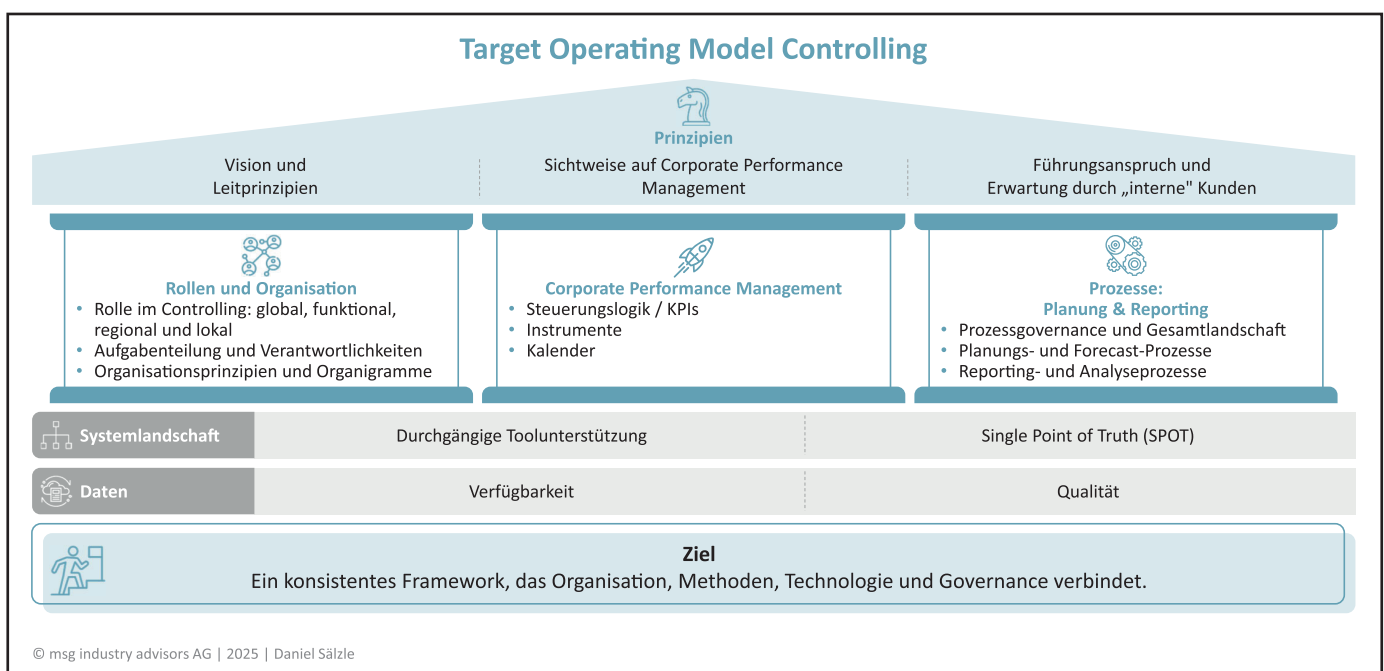 Target Operating Model Controlling
Prinzipien
Vision und
Leitprinzipien
Sichtweise auf Corporate Performance
Management
Führungsanspruch und
Erwartung durch „interne" Kunden
Rollen und Organisation
• Rolle im Controlling: global, funktional,
regional und lokal
• Aufgabenteilung und Verantwortlichkeiten
• Organisationsprinzipien und Organigramme
Corporate Performance Management
• Steuerungslogik / KPIs
• Instrumente
• Kalender
Prozesse:
Planung & Reporting
• Prozessgovernance und Gesamtlandschaft
• Planungs- und Forecast-Prozesse
• Reporting- und Analyseprozesse
Systemlandschaft
Durchgängige Toolunterstützung
Single Point of Truth (SPOT)
Daten
Verfügbarkeit
Qualität
Ziel
Ein konsistentes Framework, das Organisation, Methoden, Technologie und Governance verbindet.
© msg industry advisors AG | 2025 | Daniel Sälzle